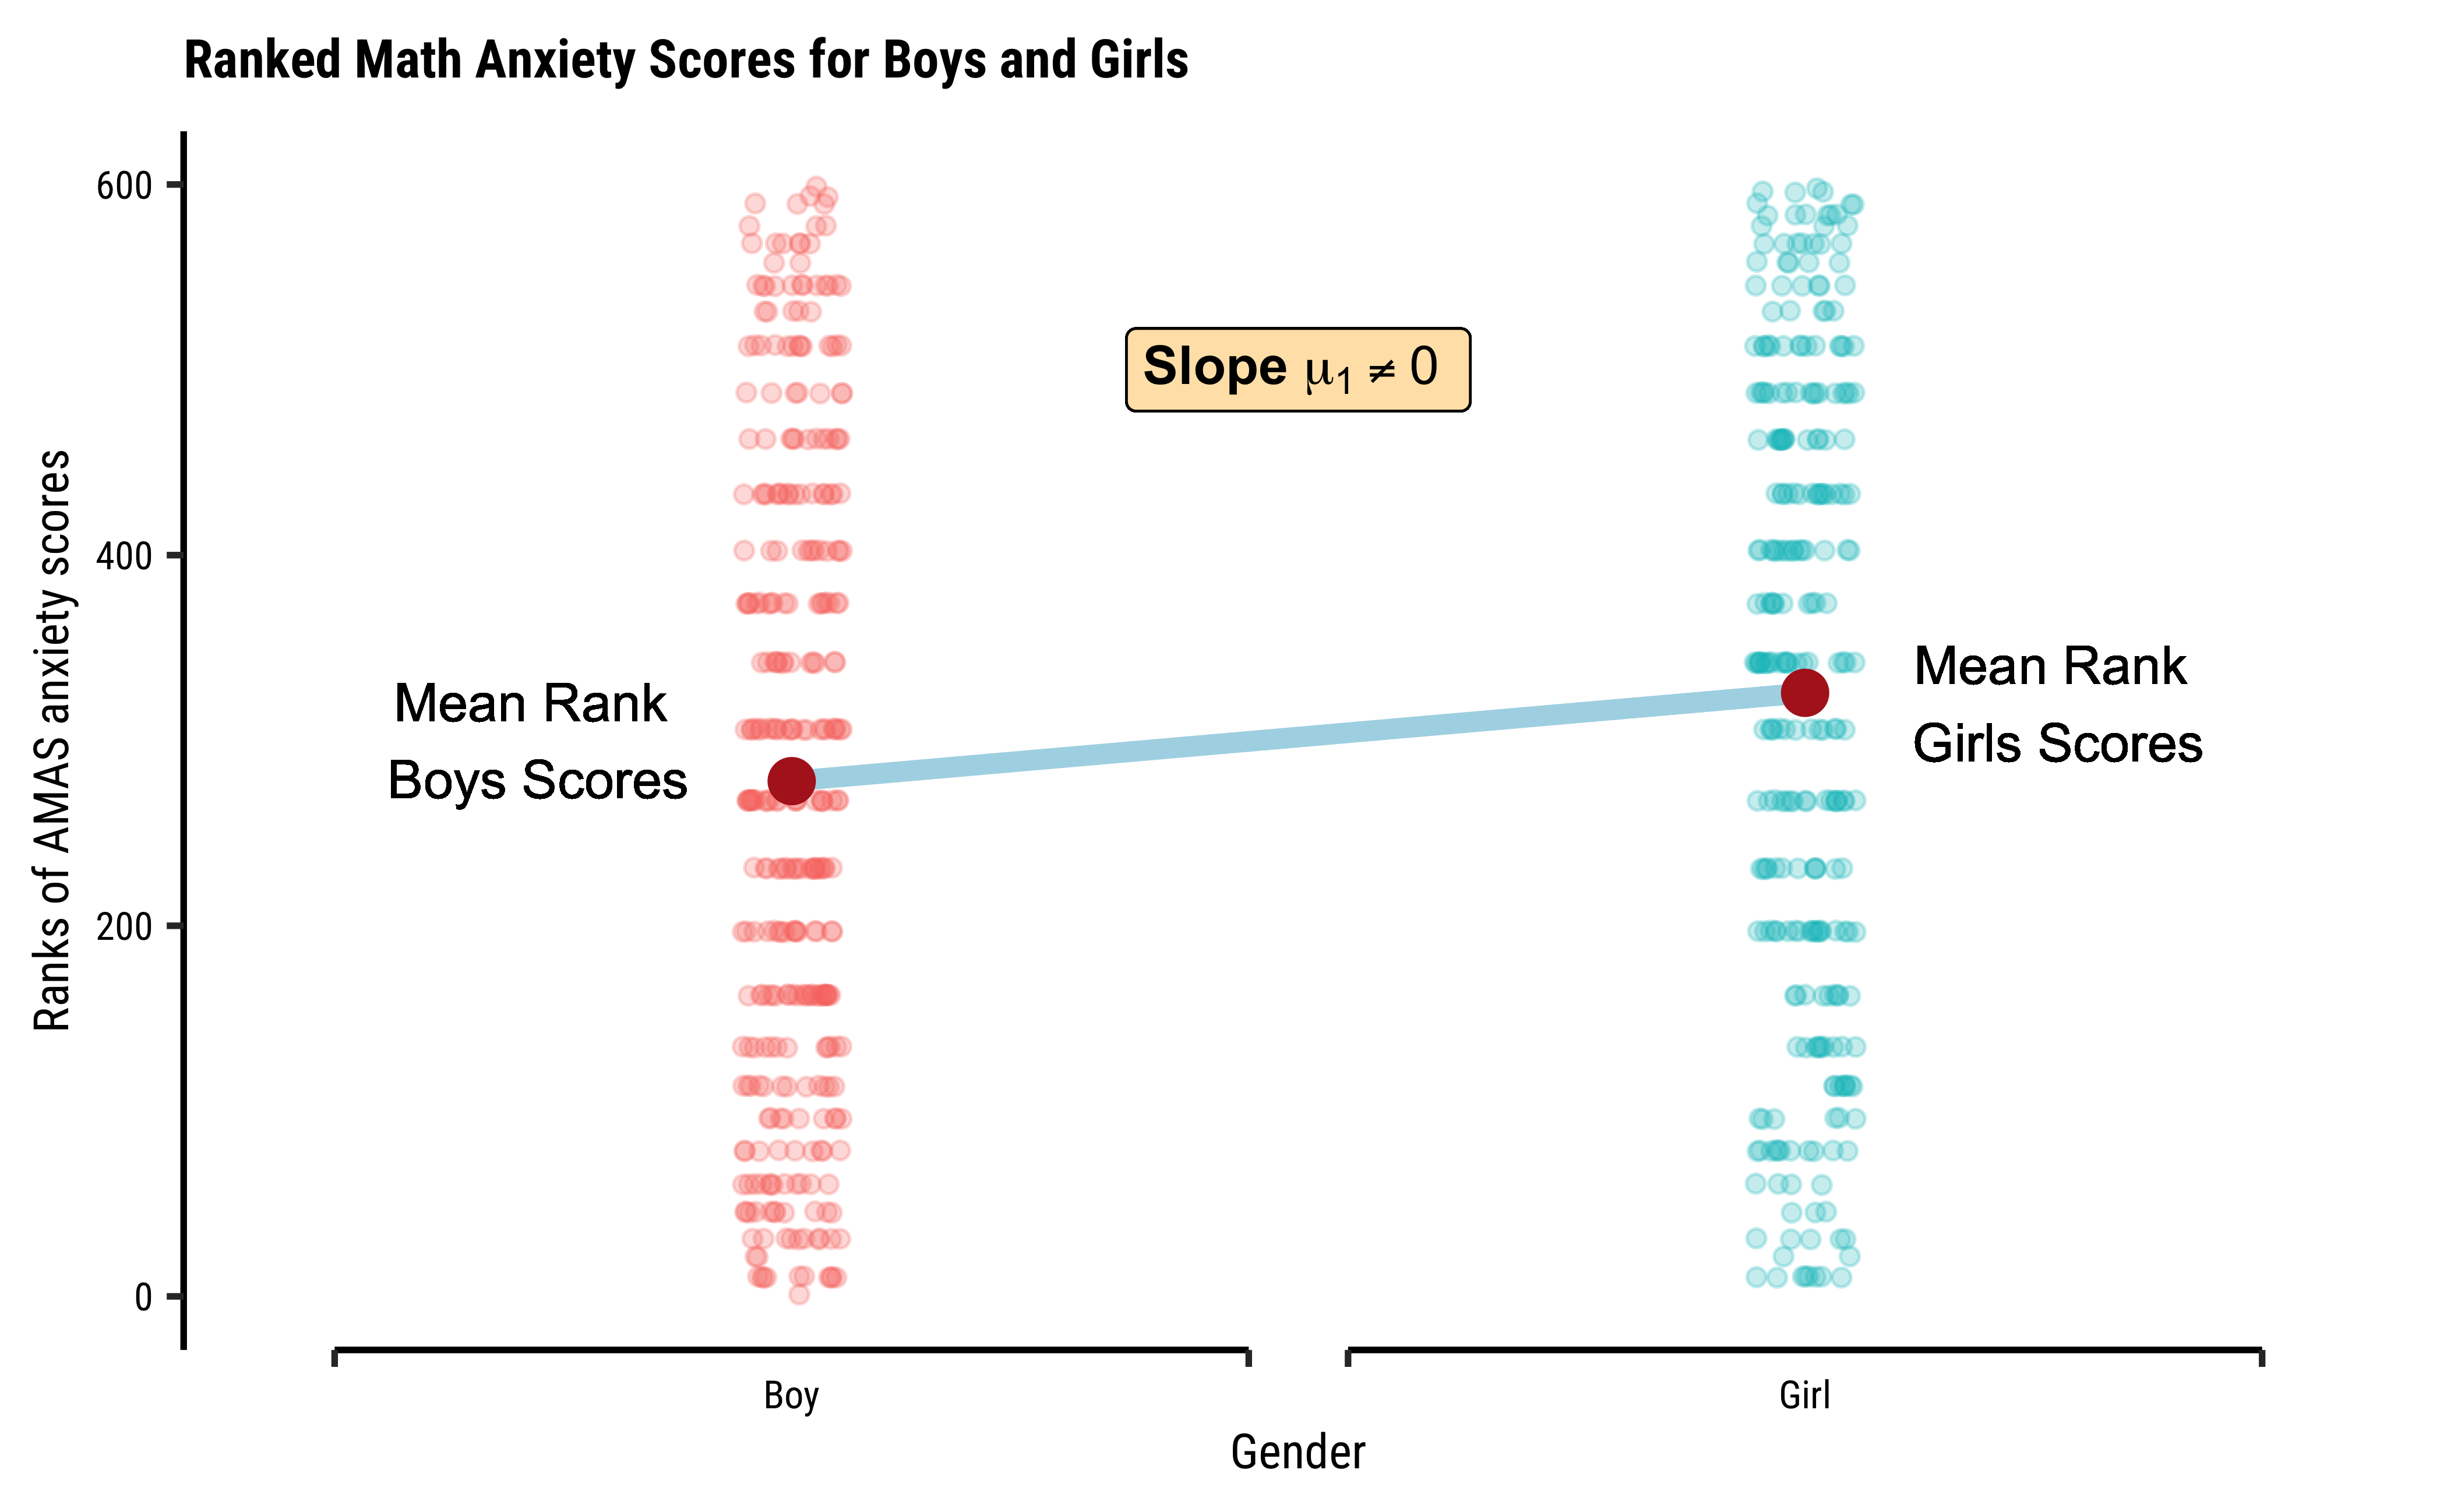 Ranked Math Anxiety Scores for Boys and Girls
Ranks of AMAS anxiety scores
600
400
200
0
Slope μ₁ ≠ 0
Mean Rank
Boys Scores
Mean Rank
Girls Scores
Boy
Girl
Gender